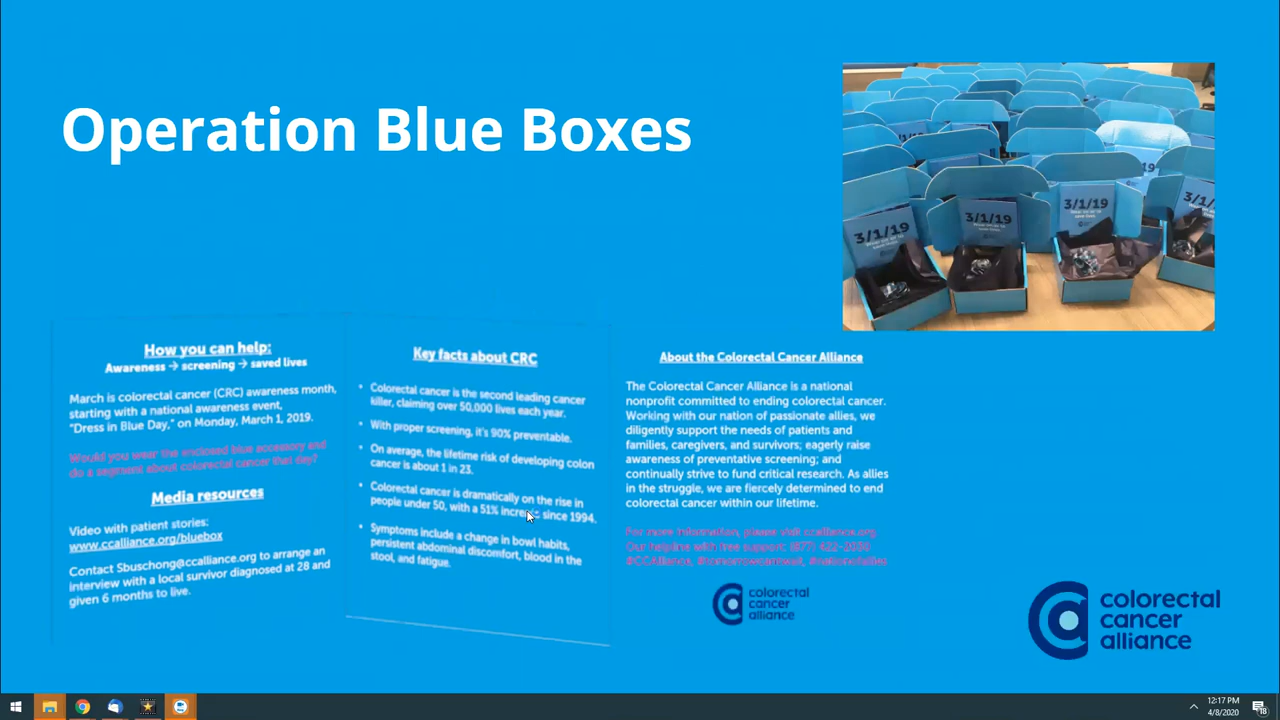 Operation Blue Boxes
3/1/19
3/1/19
3/1/19
How you can help:
Awareness → screening → saved lives
March is colorectal cancer (CRC) awareness month,
starting with a national awareness event,
"Dress in Blue Day," on Monday, March 1, 2019.
Would you wear the enclosed blue accessory and
do a segment about colorectal cancer that day?
Media resources
Video with patient stories:
www.ccalliance.org/bluebox
Contact Sbuschong@ccalliance.org to arrange an
interview with a local survivor diagnosed at 28 and
given 6 months to live.
Key facts about CRC
• Colorectal cancer is the second leading cancer
killer, claiming over 50,000 lives each year.
• With proper screening, it's 90% preventable.
• On average, the lifetime risk of developing colon
cancer is about 1 in 23.
• Colorectal cancer is dramatically on the rise in
people under 50, with a 51% increase since 1994.
• Symptoms include a change in bowl habits,
persistent abdominal discomfort, blood in the
stool, and fatigue.
About the Colorectal Cancer Alliance
The Colorectal Cancer Alliance is a national
nonprofit committed to ending colorectal cancer.
Working with our nation of passionate allies, we
diligently support the needs of patients and
families, caregivers, and survivors; eagerly raise
awareness of preventative screening; and
continually strive to fund critical research. As allies
in the struggle, we are fiercely determined to end
colorectal cancer within our lifetime.
For more information, please visit ccalliance.org
Our helpline with free support: (877) 422-2030
#CCAlliance, #tomorrowcantwait,
colorectal
cancer
alliance
colorectal
cancer
alliance
12:17 PM
4/8/2020
18